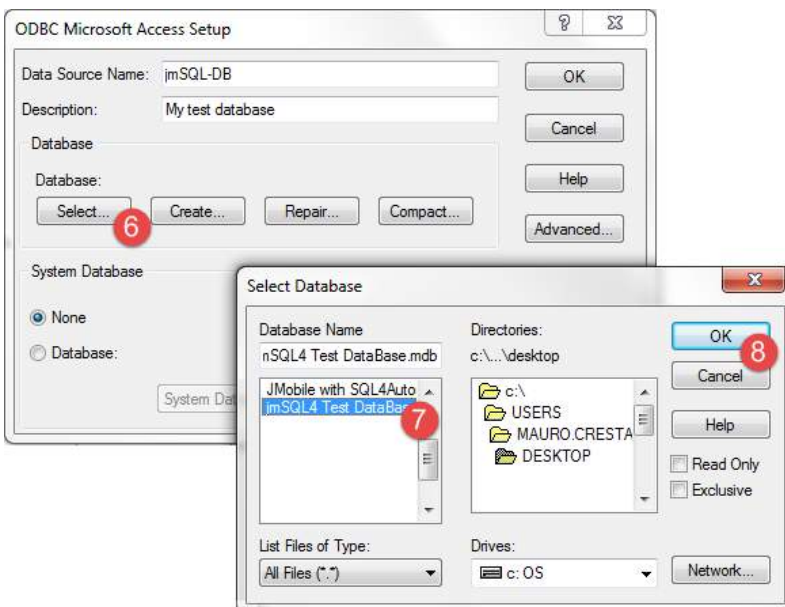 ODBC Microsoft Access Setup
Data Source Name: jmSQL-DB
OK
Description: My test database
Cancel
Database
Database:
Help
Select... Create... Repair... Compact...
6
Advanced...
System Database
None
Database:
System Dat
Select Database
Database Name
nSQL4 Test DataBase.mdb
JMobile with SQL4Auto
jmSQL4 Test DataBas
7
List Files of Type:
All Files (*.*)
Directories:
c:\...\desktop
c:\
USERS
MAURO.CRESTA
DESKTOP
Drives:
c: OS
OK
8
Cancel
Help
Read Only
Exclusive
Network...